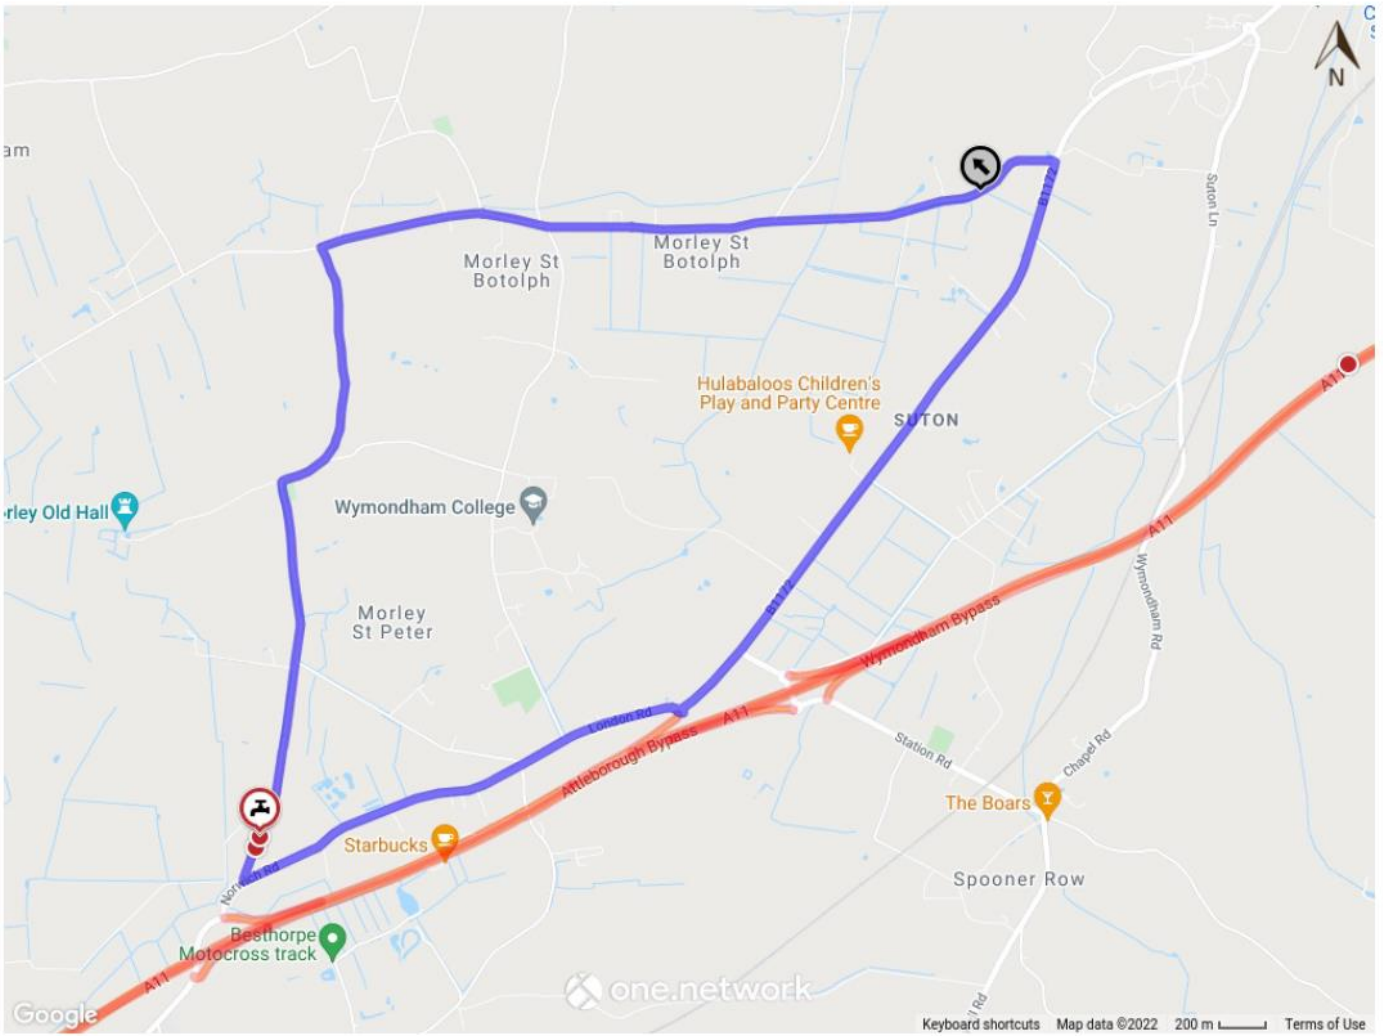 C
S
N
am
B1172
Suton Ln
Morley St
Botolph
Morley St
Botolph
A11
Hulabaloos Children's
Play and Party Centre
SUTON
rley Old Hall
Wymondham College
A11
Wymondham Rd
B1172
Morley
St Peter
Wymondham Bypass
London Rd
A11
Attleborough Bypass
Station Rd
Chapel Rd
The Boars
Starbucks
Norwich Rd
Spooner Row
Besthorpe
Motocross track
A11
one.network
Rd
Google
Keyboard shortcuts Map data ©2022 200 m Terms of Use